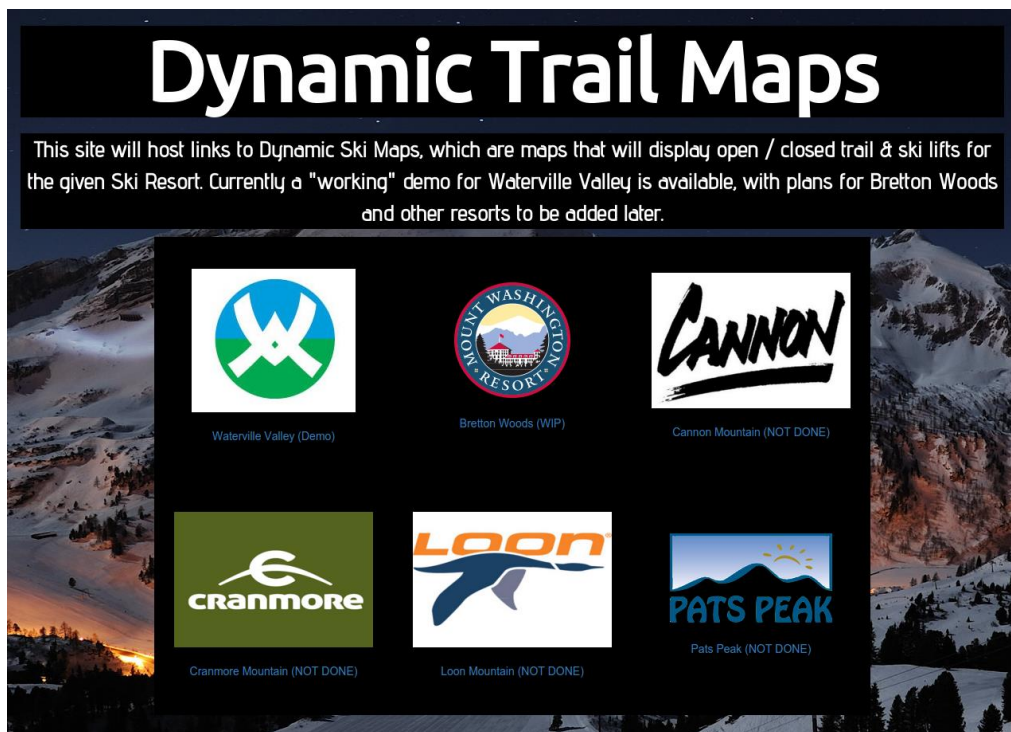 Dynamic Trail Maps
This site will host links to Dynamic Ski Maps, which are maps that will display open / closed trail & ski lifts for
the given Ski Resort. Currently a "working" demo for Waterville Valley is available, with plans for Bretton Woods
and other resorts to be added later.
MOUNT WASHINGTON
RESORT
CANNON
Waterville Valley (Demo)
Bretton Woods (WIP)
Cannon Mountain (NOT DONE)
CRANMORE
LOON
PATS PEAK
Cranmore Mountain (NOT DONE)
Loon Mountain (NOT DONE)
Pats Peak (NOT DONE)